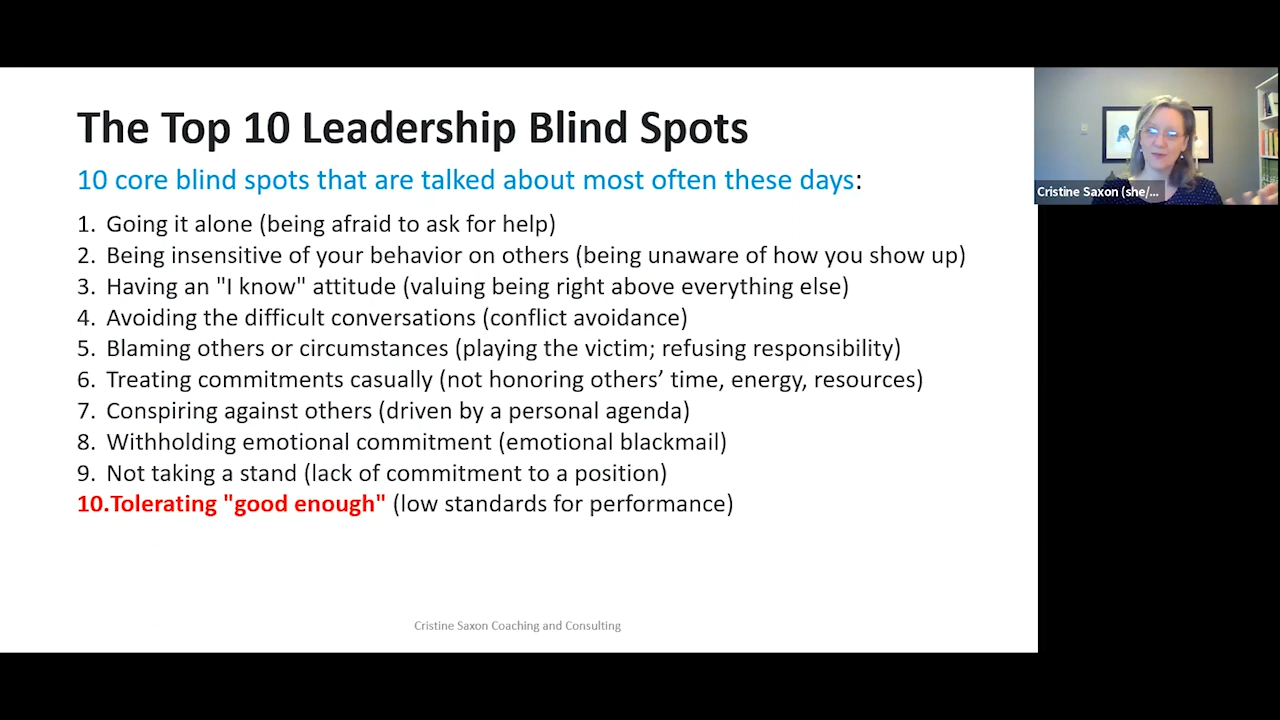 The Top 10 Leadership Blind Spots
10 core blind spots that are talked about most often these days:
1. Going it alone (being afraid to ask for help)
2. Being insensitive of your behavior on others (being unaware of how you show up)
3. Having an "I know" attitude (valuing being right above everything else)
4. Avoiding the difficult conversations (conflict avoidance)
5. Blaming others or circumstances (playing the victim; refusing responsibility)
6. Treating commitments casually (not honoring others’ time, energy, resources)
7. Conspiring against others (driven by a personal agenda)
8. Withholding emotional commitment (emotional blackmail)
9. Not taking a stand (lack of commitment to a position)
10.Tolerating "good enough" (low standards for performance)
Cristine Saxon Coaching and Consulting
Cristine Saxon (she/...